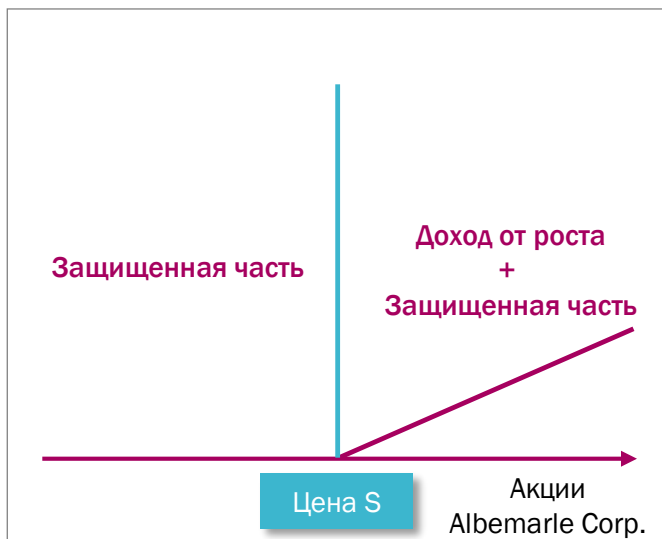 Защищенная часть
Доход от роста
+
Защищенная часть
Цена S
Акции
Albemarle Corp.